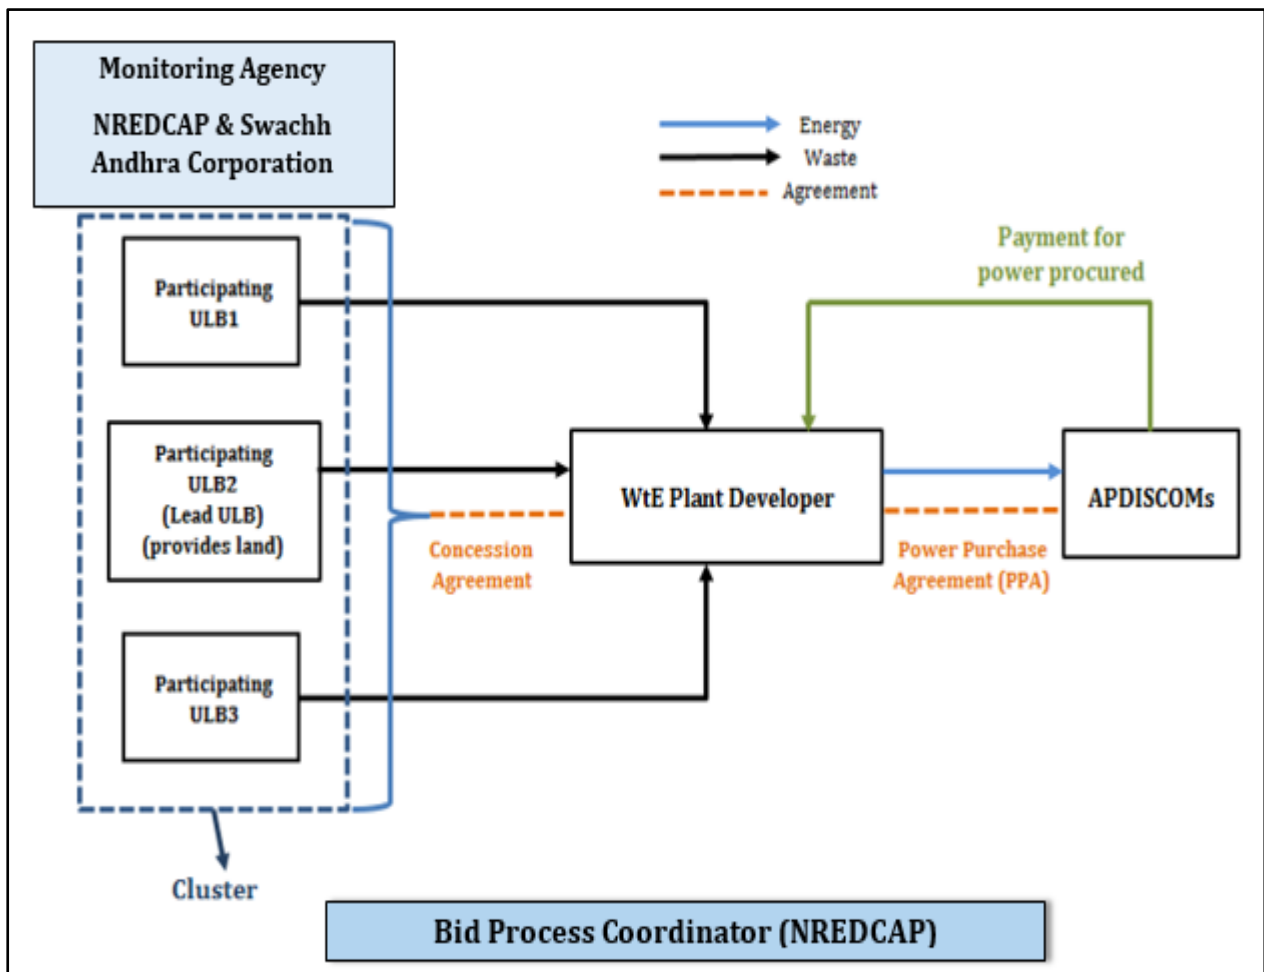 Monitoring Agency
NREDCAP & Swachh
Andhra Corporation
Energy
Waste
Agreement
Payment for
power procured
Participating
ULB1
Participating
ULB2
(Lead ULB)
(provides land)
Participating
ULB3
Concession
Agreement
WtE Plant Developer
Power Purchase
Agreement (PPA)
APDISCOMs
Cluster
Bid Process Coordinator (NREDCAP)